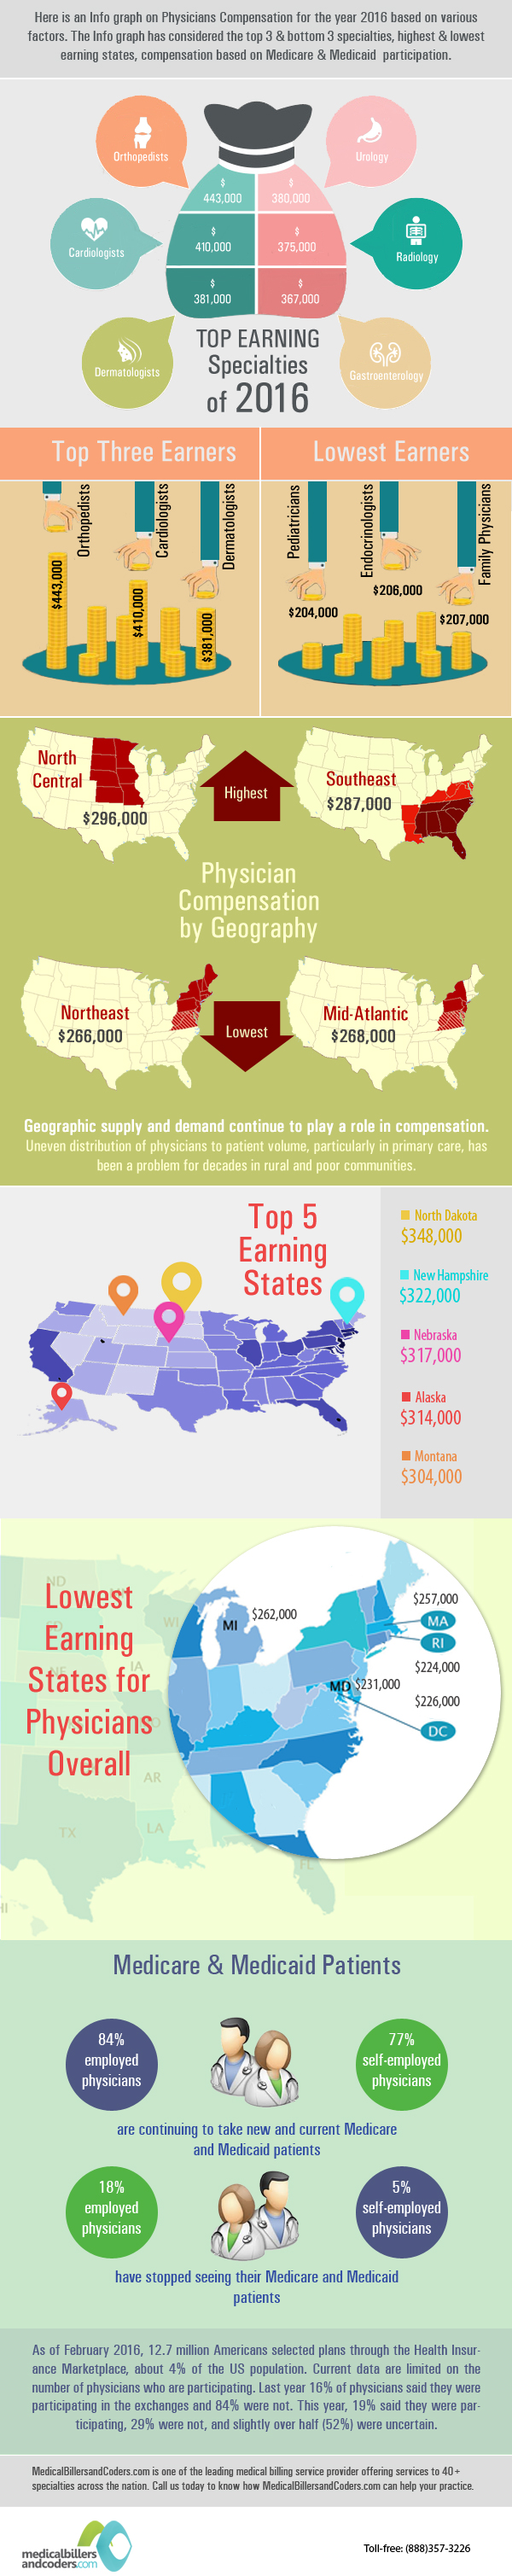 Here is an Info graph on Physicians Compensation for the year 2016 based on various
factors. The Info graph has considered the top 3 & bottom 3 specialties, highest & lowest
earning states, compensation based on Medicare & Medicaid participation.
Orthopedists
Urology
$
443,000
$
380,000
Cardiologists
$
410,000
$
375,000
Radiology
$
381,000
$
367,000
Dermatologists
Gastroenterology
TOP EARNING
Specialties
of 2016
Top Three Earners
Lowest Earners
Orthopedists
Cardiologists
Dermatologists
Pediatricians
Endocrinologists
Family Physicians
$443,000
$410,000
$381,000
$204,000
$206,000
$207,000
North
Central
$296,000
Highest
Southeast
$287,000
Physician
Compensation
by Geography
Northeast
$266,000
Lowest
Mid-Atlantic
$268,000
Geographic supply and demand continue to play a role in compensation.
Uneven distribution of physicians to patient volume, particularly in primary care, has
been a problem for decades in rural and poor communities.
Top 5
Earning
States
North Dakota
$348,000
New Hampshire
$322,000
Nebraska
$317,000
Alaska
$314,000
Montana
$304,000
Lowest
Earning
States for
Physicians
Overall
ND
WI
IA
AR
TX
LA
FL
HI
MI
$262,000
$257,000
MA
RI
$224,000
MD $231,000
$226,000
DC
Medicare & Medicaid Patients
84%
employed
physicians
77%
self-employed
physicians
are continuing to take new and current Medicare
and Medicaid patients
18%
employed
physicians
5%
self-employed
physicians
have stopped seeing their Medicare and Medicaid
patients
As of February 2016, 12.7 million Americans selected plans through the Health Insur-
ance Marketplace, about 4% of the US population. Current data are limited on the
number of physicians who are participating. Last year 16% of physicians said they were
participating in the exchanges and 84% were not. This year, 19% said they were par-
ticipating, 29% were not, and slightly over half (52%) were uncertain.
MedicalBillersandCoders.com is one of the leading medical billing service provider offering services to 40+
specialties across the nation. Call us today to know how MedicalBillersandCoders.com can help your practice.
medicalbillers
andcoders.com
Toll-free: (888)357-3226